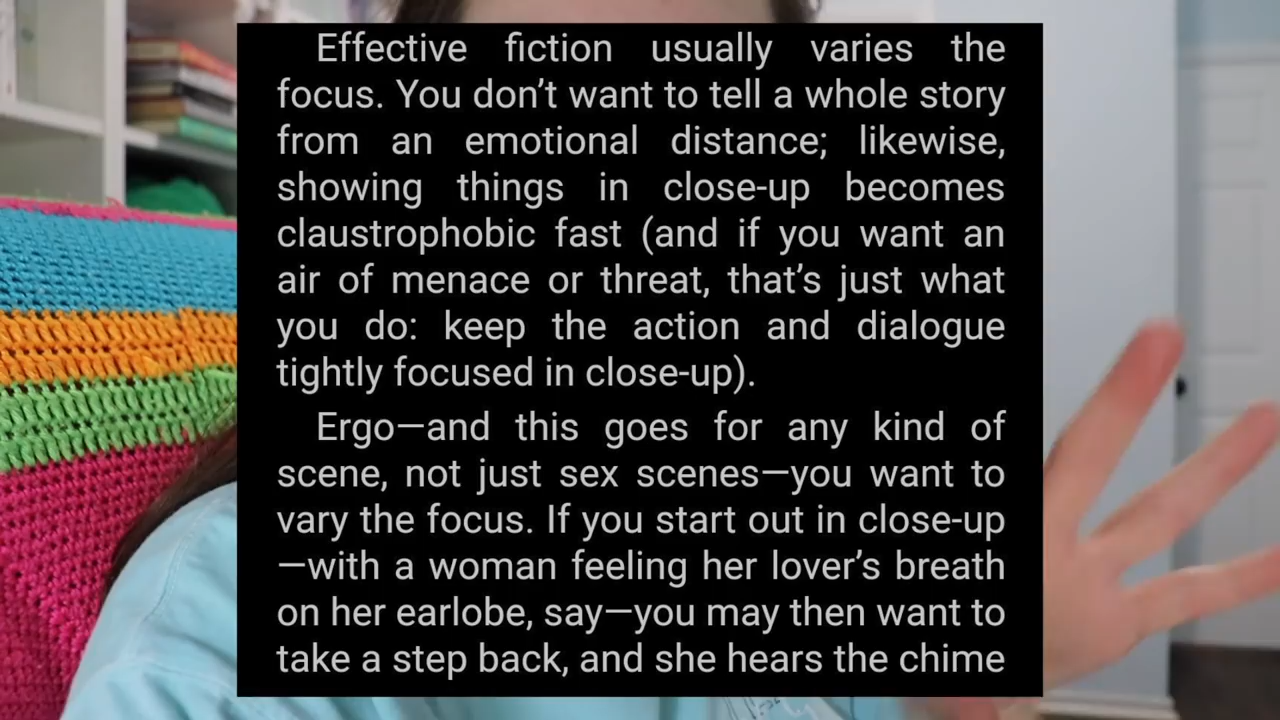 Effective fiction usually varies the
focus. You don’t want to tell a whole story
from an emotional distance; likewise,
showing things in close-up becomes
claustrophobic fast (and if you want an
air of menace or threat, that’s just what
you do: keep the action and dialogue
tightly focused in close-up).
Ergo—and this goes for any kind of
scene, not just sex scenes—you want to
vary the focus. If you start out in close-up
—with a woman feeling her lover’s breath
on her earlobe, say—you may then want to
take a step back, and she hears the chime